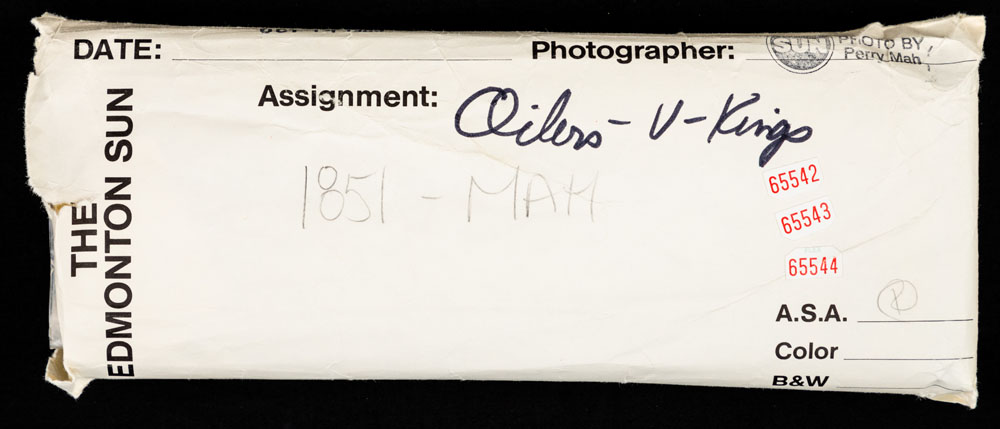 DATE:
Photographer:
SUN
PHOTO BY
Perry Mah
Assignment: Oilers - V - Kings
1851 - MAH
65542
65543
65544
THE
EDMONTON SUN
A.S.A.
Color
B&W